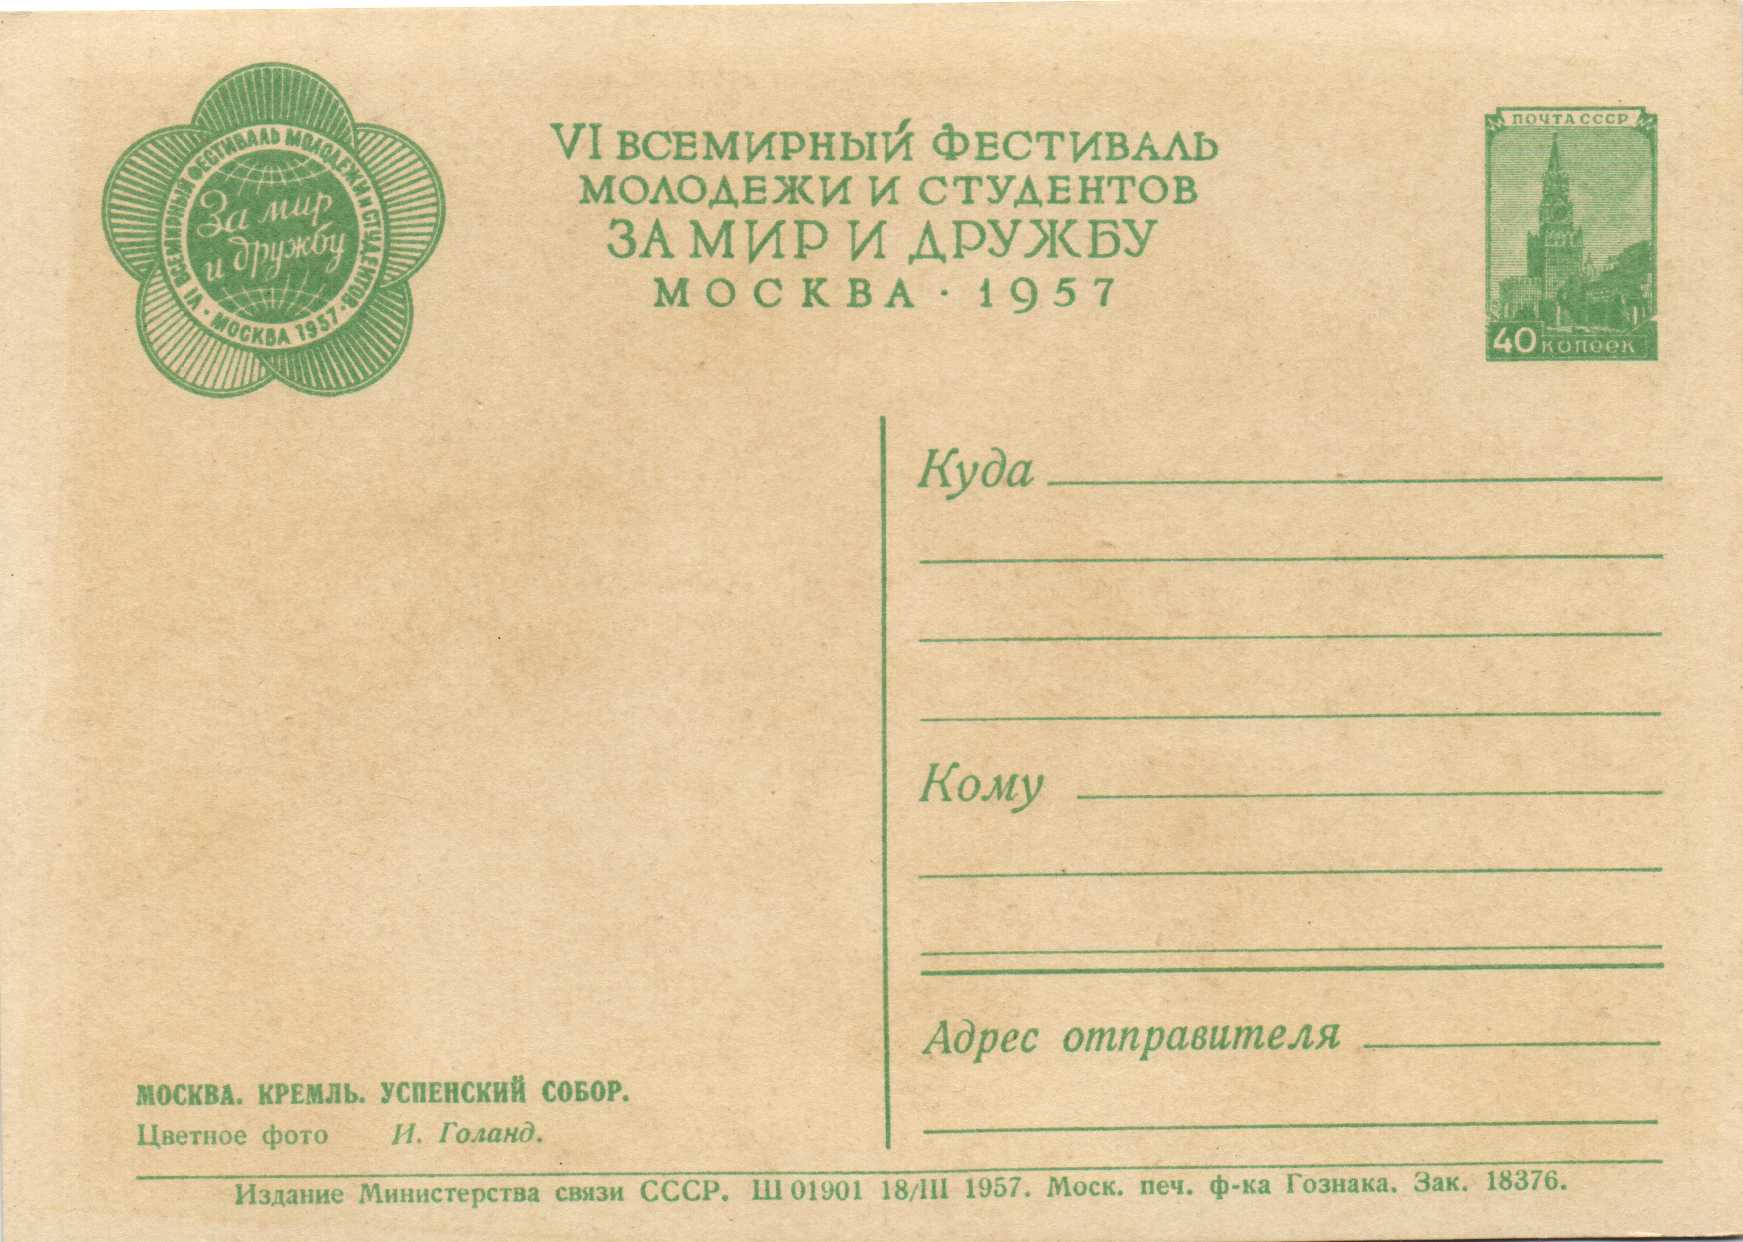 VI ВСЕМИРНЫЙ ФЕСТИВАЛЬ МОЛОДЕЖИ И СТУДЕНТОВ
За мир
и дружбу
· МОСКВА 1957 ·
VI ВСЕМИРНЫЙ ФЕСТИВАЛЬ
МОЛОДЕЖИ И СТУДЕНТОВ
ЗА МИР И ДРУЖБУ
МОСКВА · 1957
ПОЧТА СССР
40 КОПЕЕК
Куда
Кому
Адрес отправителя
МОСКВА. КРЕМЛЬ. УСПЕНСКИЙ СОБОР.
Цветное фото И. Голанд.
Издание Министерства связи СССР. Ш 01901 18/III 1957. Моск. печ. ф-ка Гознака. Зак. 18376.